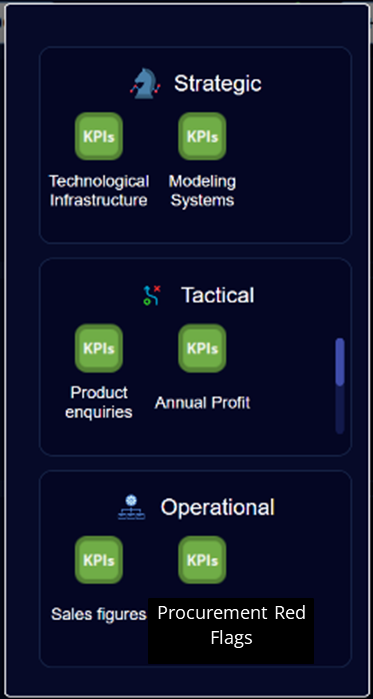 Strategic
KPIs KPIs
Technological Modeling
Infrastructure Systems
Tactical
KPIs KPIs
Product
enquiries
Annual Profit
Operational
KPIs KPIs
Sales figures
Procurement Red
Flags